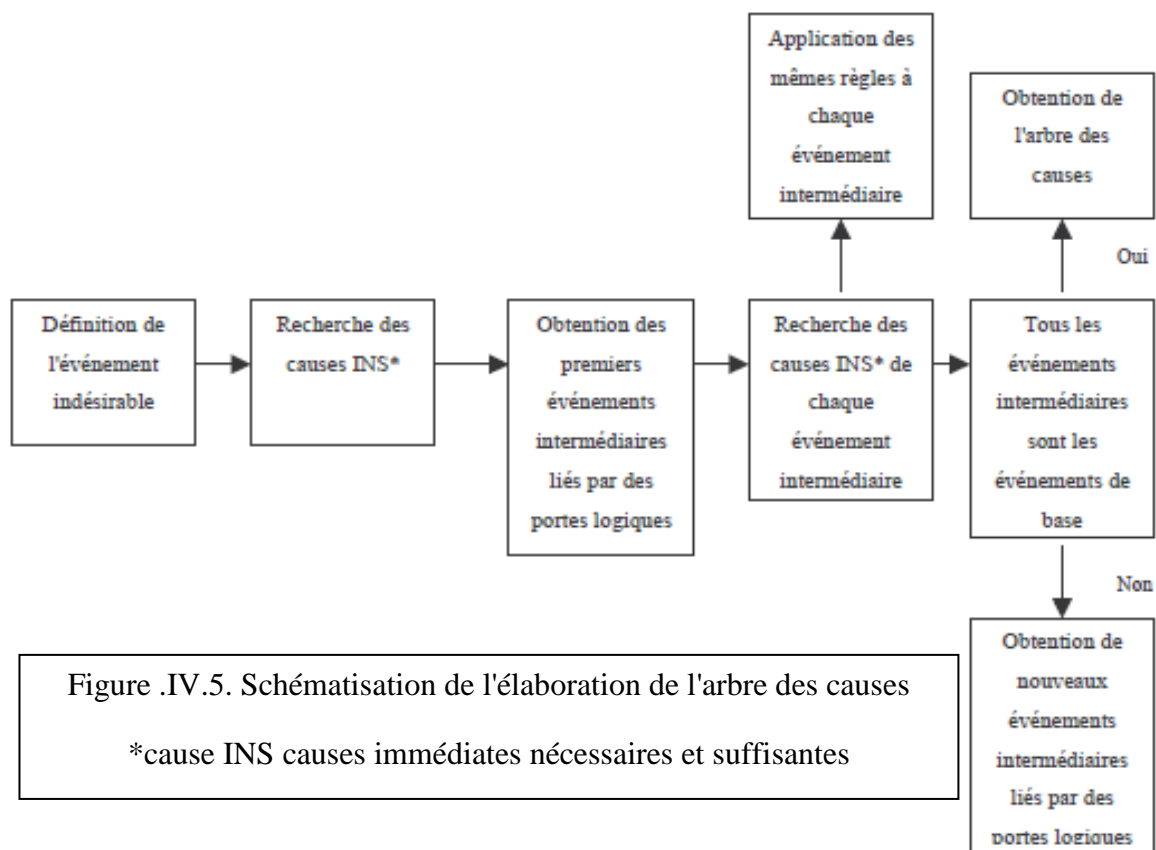 Application des
mêmes règles à
chaque
événement
intermédiaire
Obtention de
l'arbre des
causes
Oui
Définition de
l'événement
indésirable
Recherche des
causes INS*
Obtention des
premiers
événements
intermédiaires
liés par des
portes logiques
Recherche des
causes INS* de
chaque
événement
intermédiaire
Tous les
événements
intermédiaires
sont les
événements de
base
Non
Obtention de
nouveaux
événements
intermédiaires
liés par des
portes logiques
Figure .IV.5. Schématisation de l'élaboration de l'arbre des causes
*cause INS causes immédiates nécessaires et suffisantes